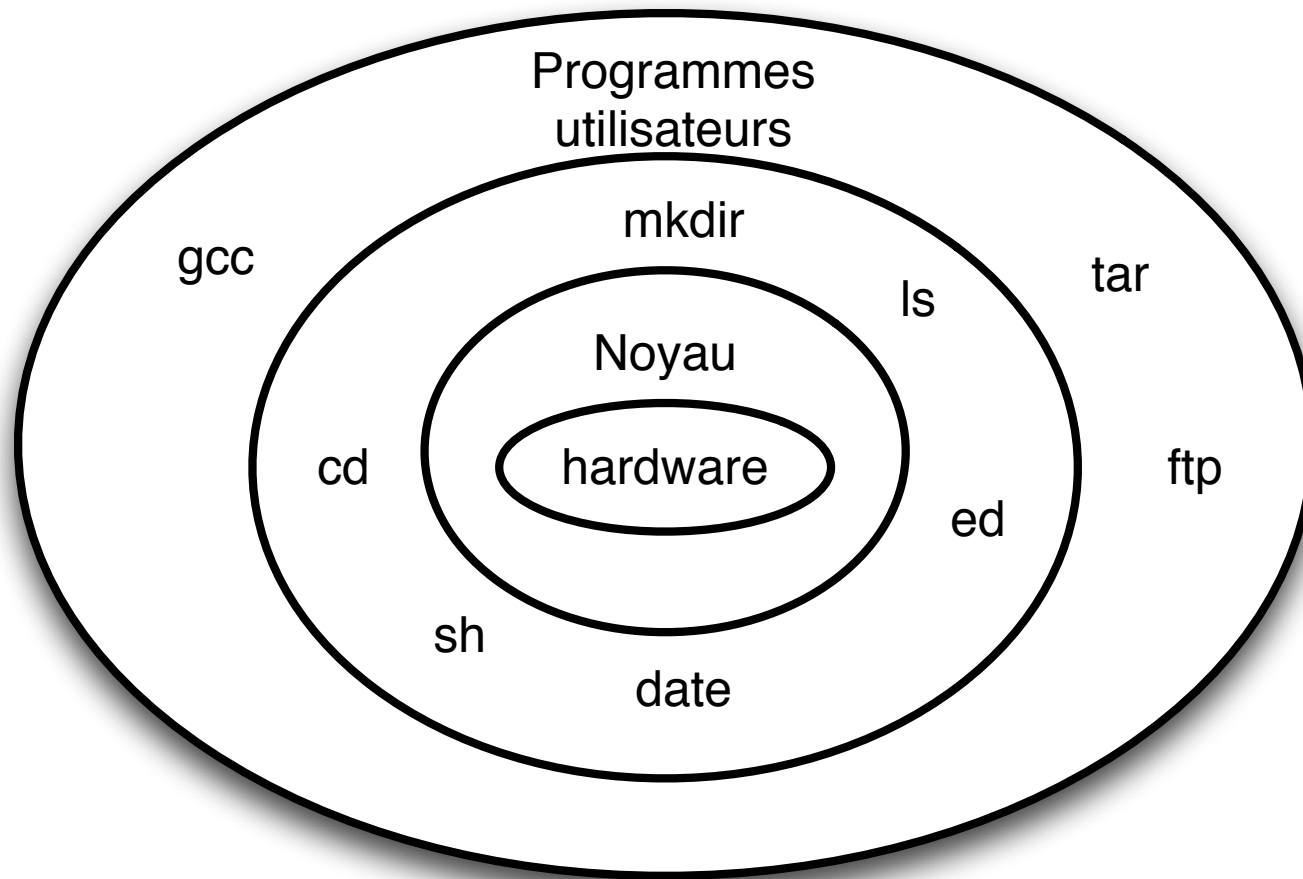 Programmes
utilisateurs
mkdir
gcc
tar
ls
Noyau
cd
hardware
ftp
ed
sh
date